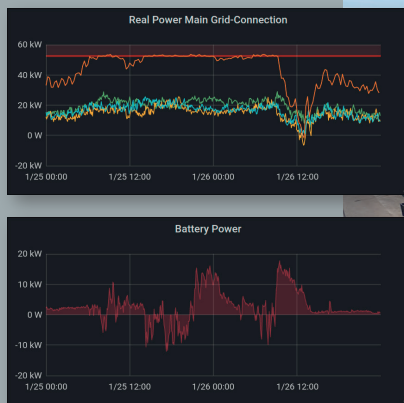 Real Power Main Grid-Connection
60 kW
40 kW
20 kW
0 W
-20 kW
1/25 00:00 1/25 12:00 1/26 00:00 1/26 12:00
Battery Power
20 kW
10 kW
0 W
-10 kW
-20 kW
1/25 00:00 1/25 12:00 1/26 00:00 1/26 12:00